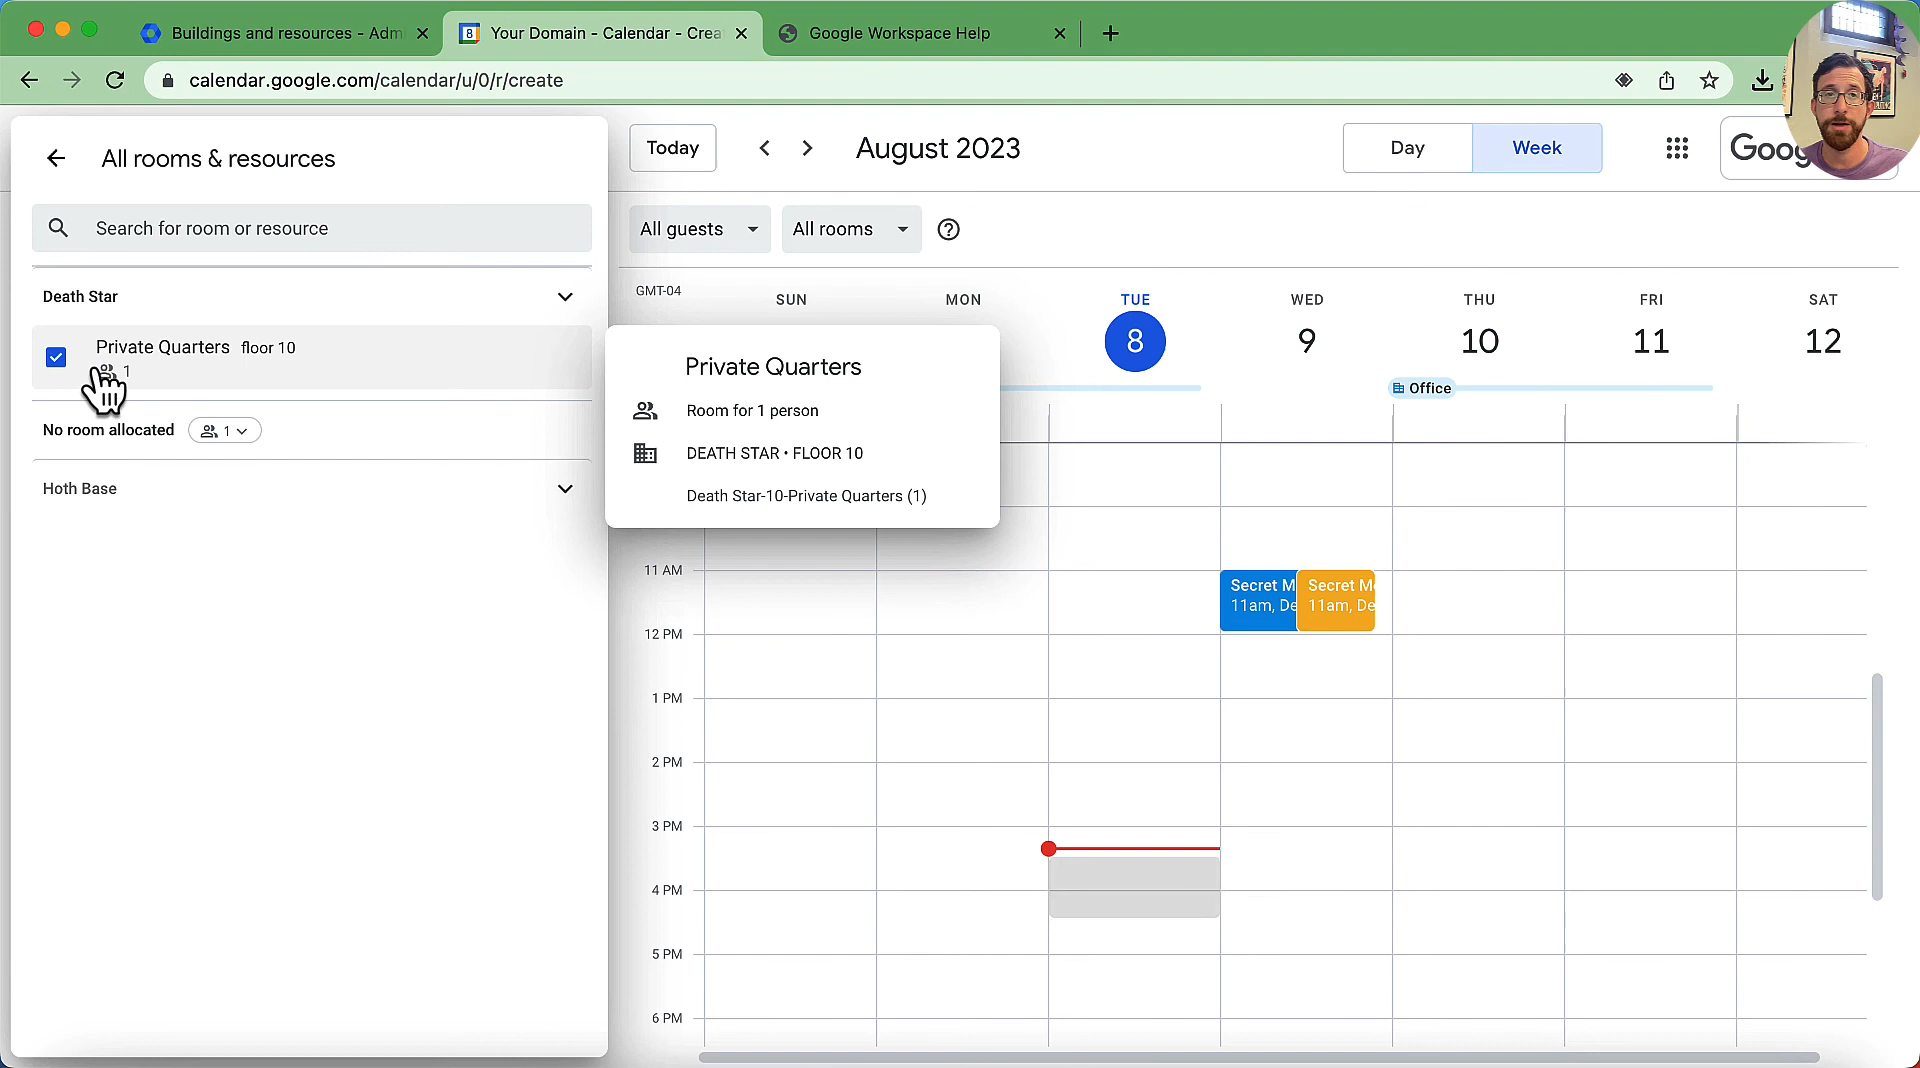 Buildings and resources - Adm
Your Domain - Calendar - Crea
Google Workspace Help
calendar.google.com/calendar/u/0/r/create
All rooms & resources
Search for room or resource
Death Star
Private Quarters floor 10
1
No room allocated 1
Hoth Base
Today
August 2023
Day
Week
Goog
All guests
All rooms
GMT-04
SUN
MON
TUE
WED
THU
FRI
SAT
8
9
10
11
12
Private Quarters
Room for 1 person
DEATH STAR • FLOOR 10
Death Star-10-Private Quarters (1)
Office
11 AM
Secret M
11am, De
Secret Me
11am, De
12 PM
1 PM
2 PM
3 PM
4 PM
5 PM
6 PM